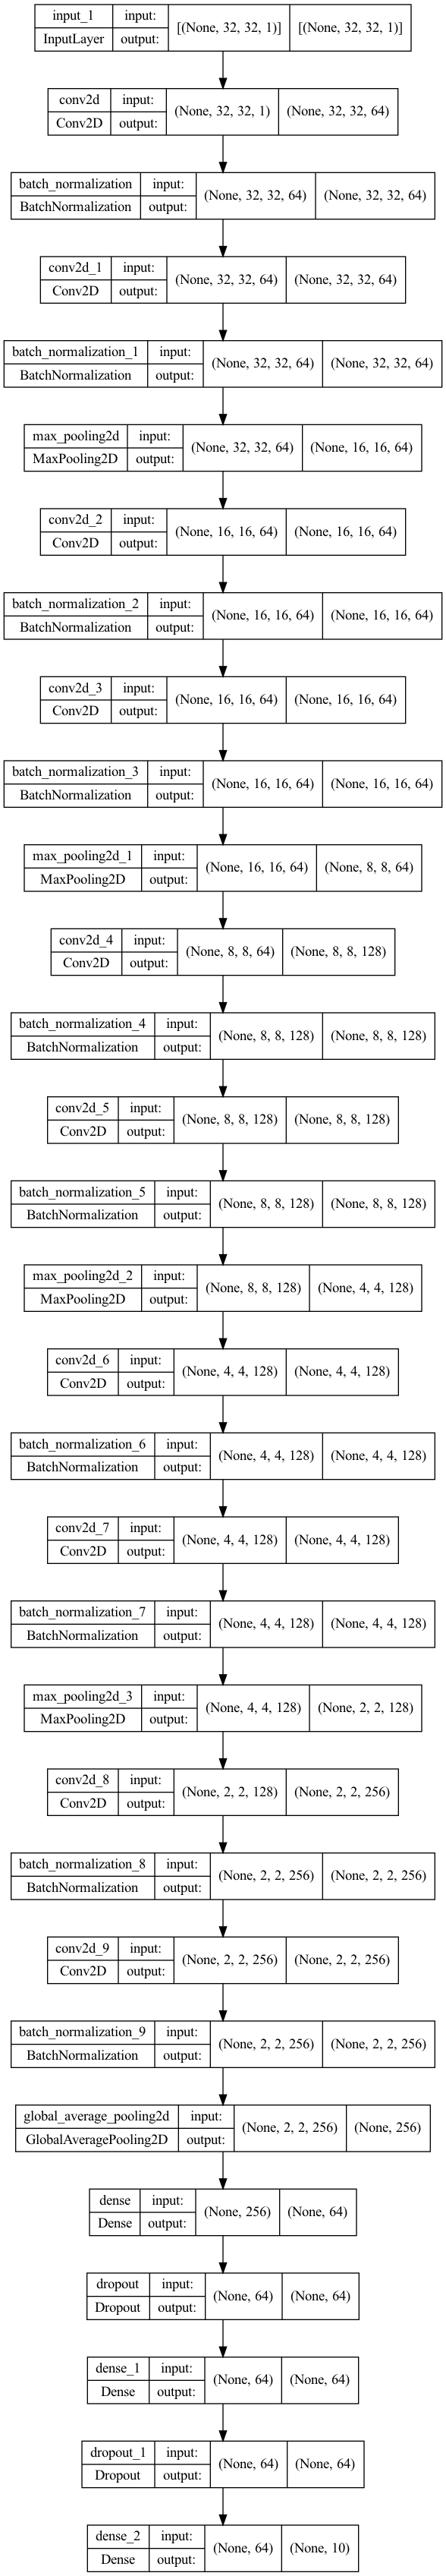 input_1 input: [(None, 32, 32, 1)] [(None, 32, 32, 1)]
InputLayer output:
conv2d input: (None, 32, 32, 1) (None, 32, 32, 64)
Conv2D output:
batch_normalization input: (None, 32, 32, 64) (None, 32, 32, 64)
BatchNormalization output:
conv2d_1 input: (None, 32, 32, 64) (None, 32, 32, 64)
Conv2D output:
batch_normalization_1 input: (None, 32, 32, 64) (None, 32, 32, 64)
BatchNormalization output:
max_pooling2d input: (None, 32, 32, 64) (None, 16, 16, 64)
MaxPooling2D output:
conv2d_2 input: (None, 16, 16, 64) (None, 16, 16, 64)
Conv2D output:
batch_normalization_2 input: (None, 16, 16, 64) (None, 16, 16, 64)
BatchNormalization output:
conv2d_3 input: (None, 16, 16, 64) (None, 16, 16, 64)
Conv2D output:
batch_normalization_3 input: (None, 16, 16, 64) (None, 16, 16, 64)
BatchNormalization output:
max_pooling2d_1 input: (None, 16, 16, 64) (None, 8, 8, 64)
MaxPooling2D output:
conv2d_4 input: (None, 8, 8, 64) (None, 8, 8, 128)
Conv2D output:
batch_normalization_4 input: (None, 8, 8, 128) (None, 8, 8, 128)
BatchNormalization output:
conv2d_5 input: (None, 8, 8, 128) (None, 8, 8, 128)
Conv2D output:
batch_normalization_5 input: (None, 8, 8, 128) (None, 8, 8, 128)
BatchNormalization output:
max_pooling2d_2 input: (None, 8, 8, 128) (None, 4, 4, 128)
MaxPooling2D output:
conv2d_6 input: (None, 4, 4, 128) (None, 4, 4, 128)
Conv2D output:
batch_normalization_6 input: (None, 4, 4, 128) (None, 4, 4, 128)
BatchNormalization output:
conv2d_7 input: (None, 4, 4, 128) (None, 4, 4, 128)
Conv2D output:
batch_normalization_7 input: (None, 4, 4, 128) (None, 4, 4, 128)
BatchNormalization output:
max_pooling2d_3 input: (None, 4, 4, 128) (None, 2, 2, 128)
MaxPooling2D output:
conv2d_8 input: (None, 2, 2, 128) (None, 2, 2, 256)
Conv2D output:
batch_normalization_8 input: (None, 2, 2, 256) (None, 2, 2, 256)
BatchNormalization output:
conv2d_9 input: (None, 2, 2, 256) (None, 2, 2, 256)
Conv2D output:
batch_normalization_9 input: (None, 2, 2, 256) (None, 2, 2, 256)
BatchNormalization output:
global_average_pooling2d input: (None, 2, 2, 256) (None, 256)
GlobalAveragePooling2D output:
dense input: (None, 256) (None, 64)
Dense output:
dropout input: (None, 64) (None, 64)
Dropout output:
dense_1 input: (None, 64) (None, 64)
Dense output:
dropout_1 input: (None, 64) (None, 64)
Dropout output:
dense_2 input: (None, 64) (None, 10)
Dense output: